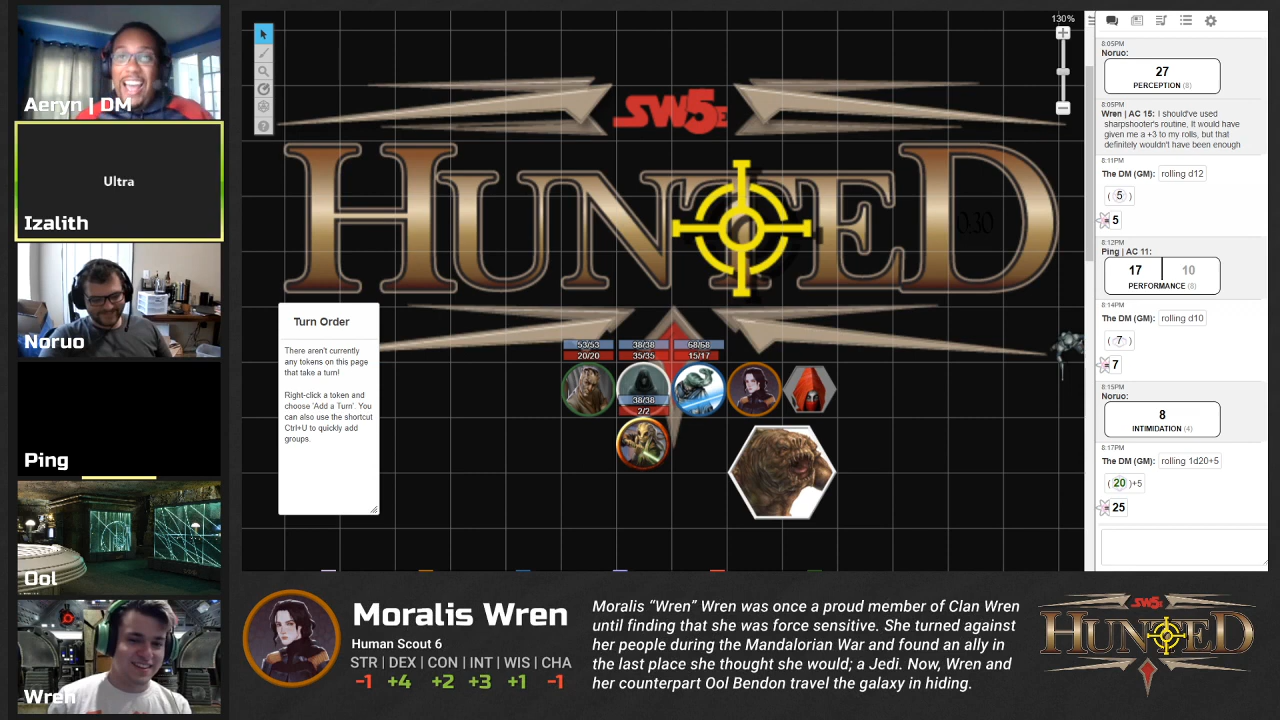 Aeryn | DM
Ultra
Izalith
Noruo
Ping
Ool
Wren
130%
SW5E
HUNTED
0:30
Turn Order
There aren't currently
any tokens on this page
that take a turn!
Right-click a token and
choose 'Add a Turn'. You
can also use the shortcut
Ctrl+U to quickly add
groups.
53/53
38/38
68/68
20/20
35/35
15/17
38/38
2/2
8:05PM
Noruo:
27
PERCEPTION (8)
8:05PM
Wren | AC 15: I should've used
sharpshooter's routine, It would have
given me a +3 to my rolls, but that
definitely wouldn't have been enough
8:11PM
The DM (GM): rolling d12
(5)
= 5
8:12PM
Ping | AC 11:
17 | 10
PERFORMANCE (8)
8:14PM
The DM (GM): rolling d10
(7)
= 7
8:15PM
Noruo:
8
INTIMIDATION (4)
8:17PM
The DM (GM): rolling 1d20+5
(20)+5
= 25
Moralis Wren
Human Scout 6
STR | DEX | CON | INT | WIS | CHA
-1 +4 +2 +3 +1 -1
Moralis “Wren” Wren was once a proud member of Clan Wren
until finding that she was force sensitive. She turned against
her people during the Mandalorian War and found an ally in
the last place she thought she would; a Jedi. Now, Wren and
her counterpart Ool Bendon travel the galaxy in hiding.
SW5E
HUNTED